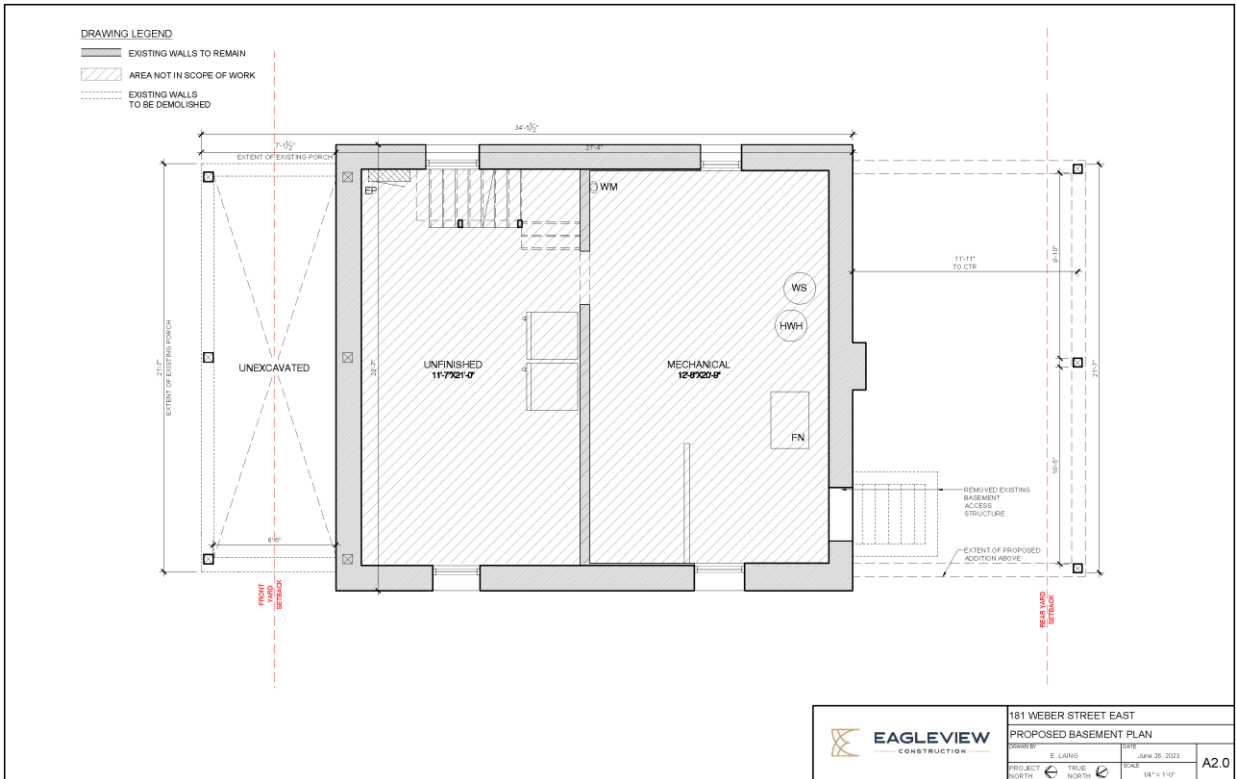 DRAWING LEGEND
EXISTING WALLS TO REMAIN
AREA NOT IN SCOPE OF WORK
EXISTING WALLS
TO BE DEMOLISHED
34'-5½"
7'-1½"
27'-4"
EXTENT OF EXISTING PORCH
EP
WM
11'-11"
TO CTR
9'-10"
WS
HWH
21'-7"
EXTENT OF EXISTING PORCH
UNEXCAVATED
UNFINISHED
11'-7"X21'-0"
MECHANICAL
12'-8"X20'-9"
21'-7"
FN
10'-5"
REMOVED EXISTING
BASEMENT
ACCESS
STRUCTURE
6'-6"
EXTENT OF PROPOSED
ADDITION ABOVE
FRONT
YARD
SETBACK
REAR YARD
SETBACK
EAGLEVIEW
CONSTRUCTION
181 WEBER STREET EAST
PROPOSED BASEMENT PLAN
DRAWN BY
E. LAING
DATE
June 26, 2023
PROJECT
NORTH
TRUE
NORTH
SCALE
1/4" = 1'-0"
A2.0